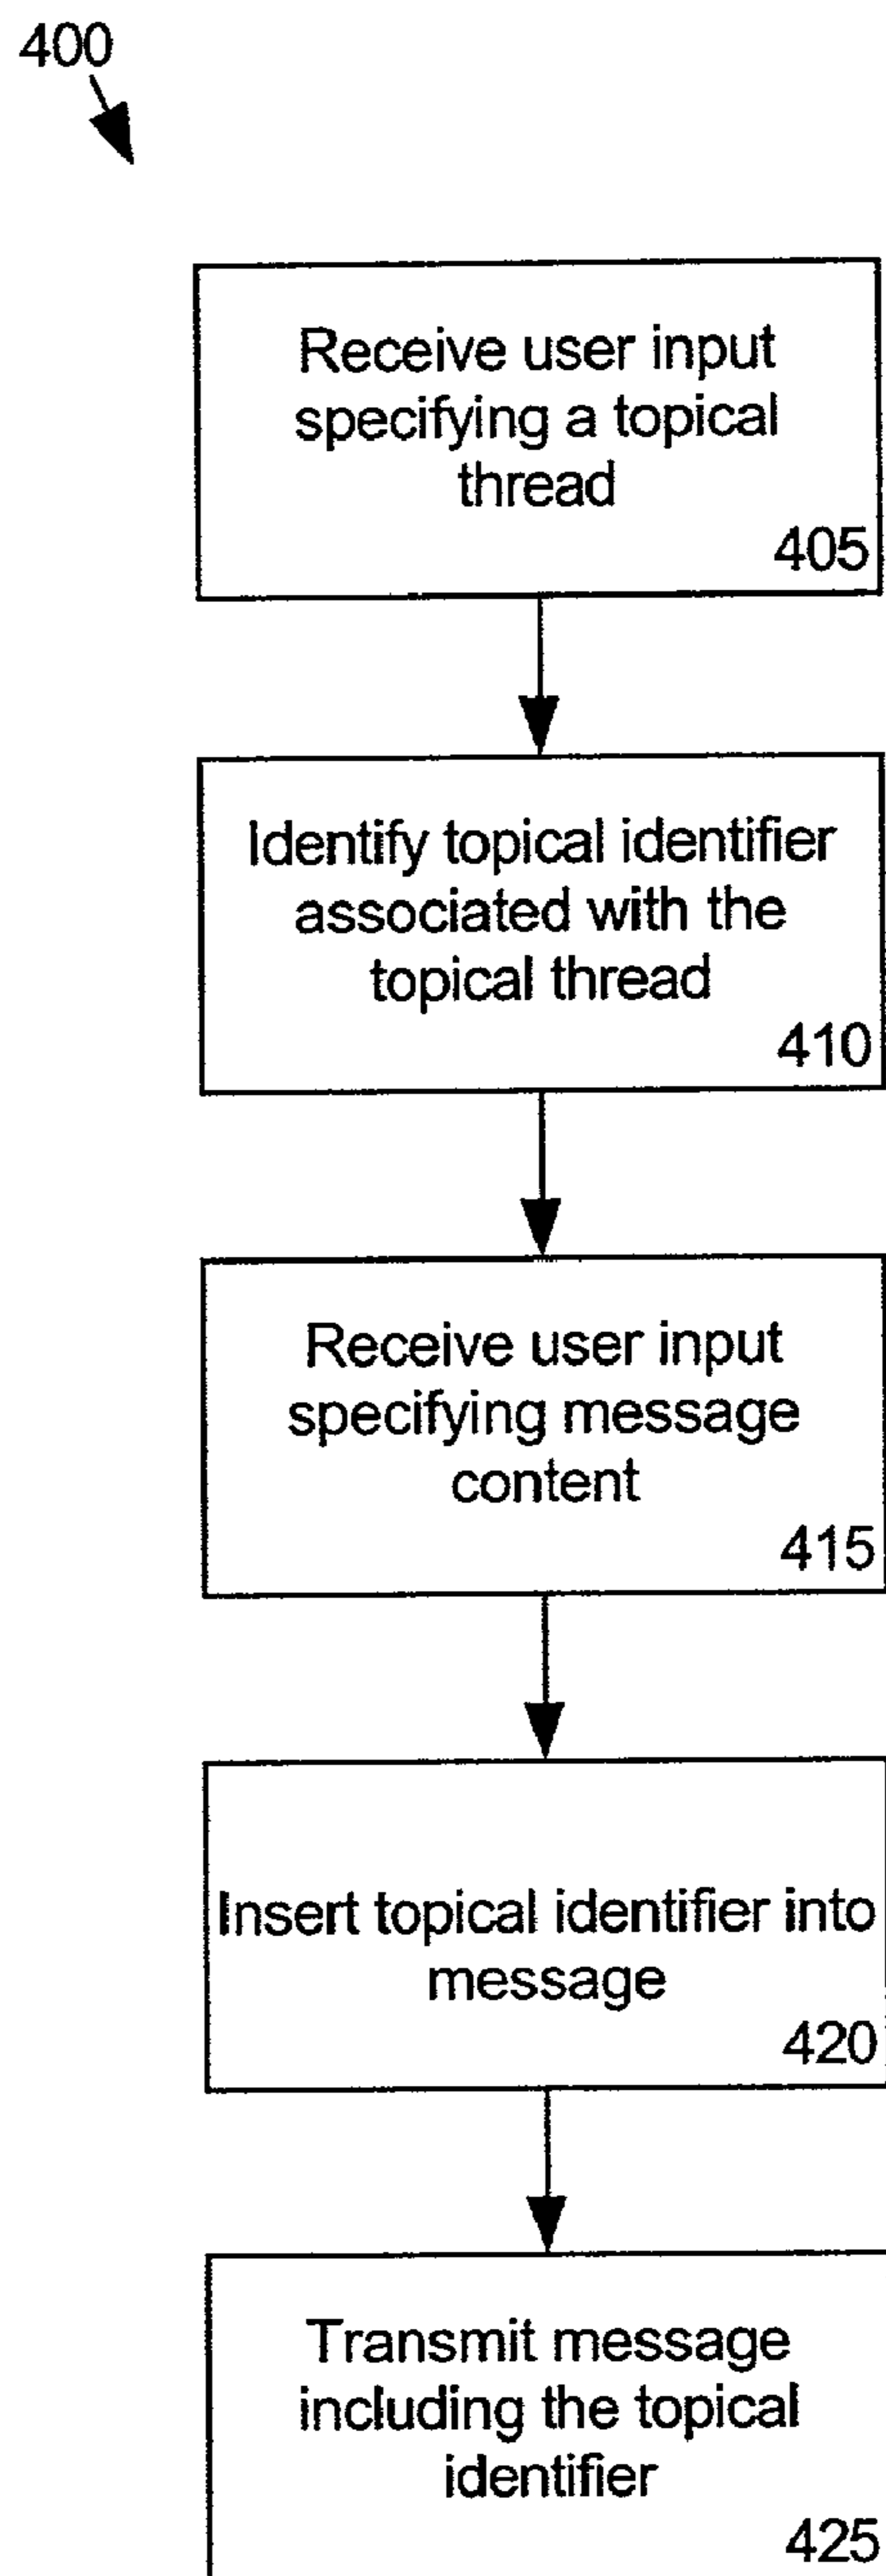 400
Receive user input
specifying a topical
thread
405
Identify topical identifier
associated with the
topical thread
410
Receive user input
specifying message
content
415
Insert topical identifier into
message
420
Transmit message
including the topical
identifier
425